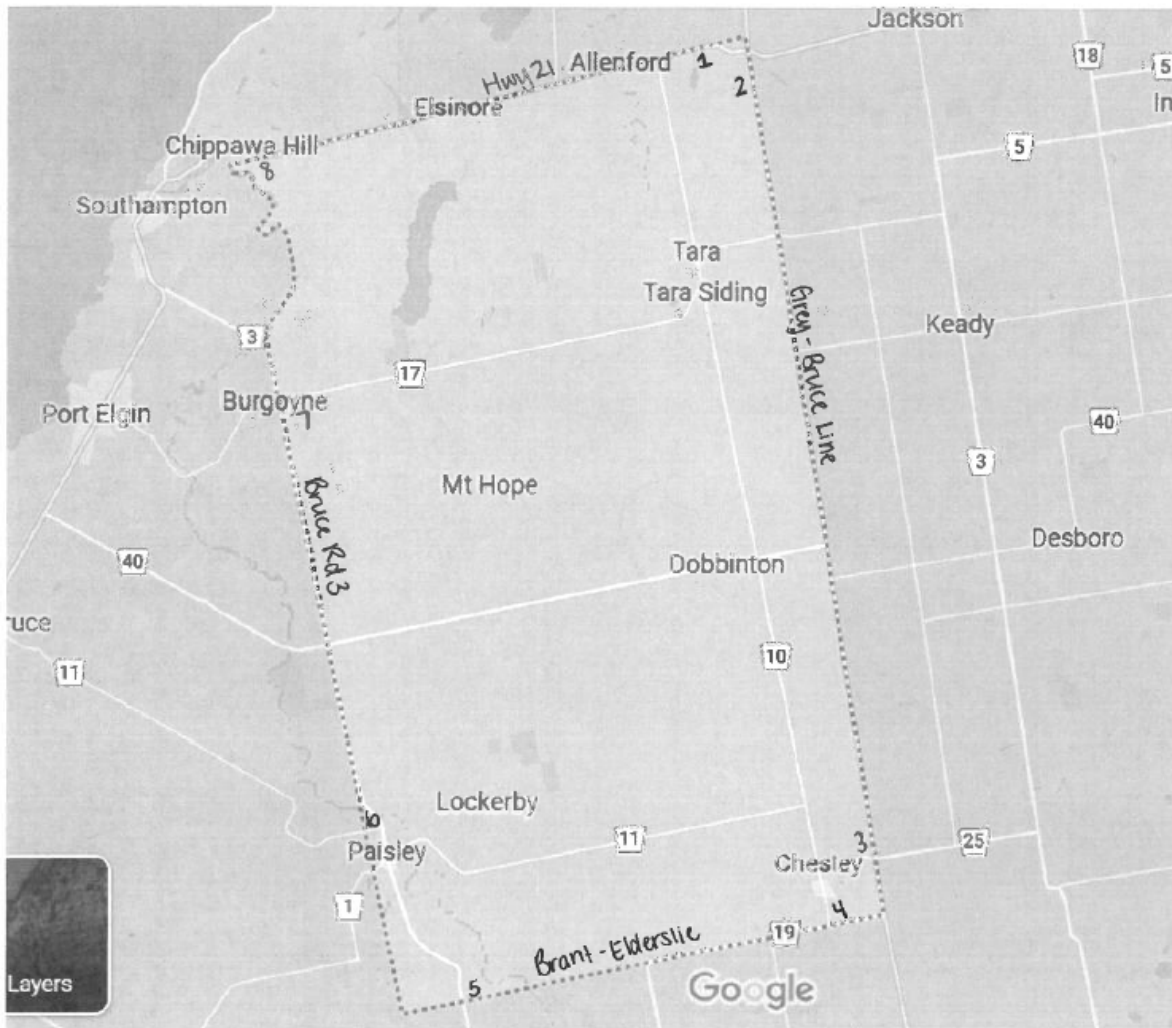 Jackson
18
5
In
Hwy 21
Allenford
1
2
Elsinore
Chippawa Hill
8
5
Southampton
Tara
Tara Siding
Grey-Bruce Line
Keady
3
17
Burgoyne
7
Port Elgin
40
3
Mt Hope
Bruce Rd 3
Desboro
Dobbinton
40
ruce
11
10
Lockerby
6
Paisley
11
Chesley
3
25
1
4
19
Brant-Elderslie
5
Layers
Google